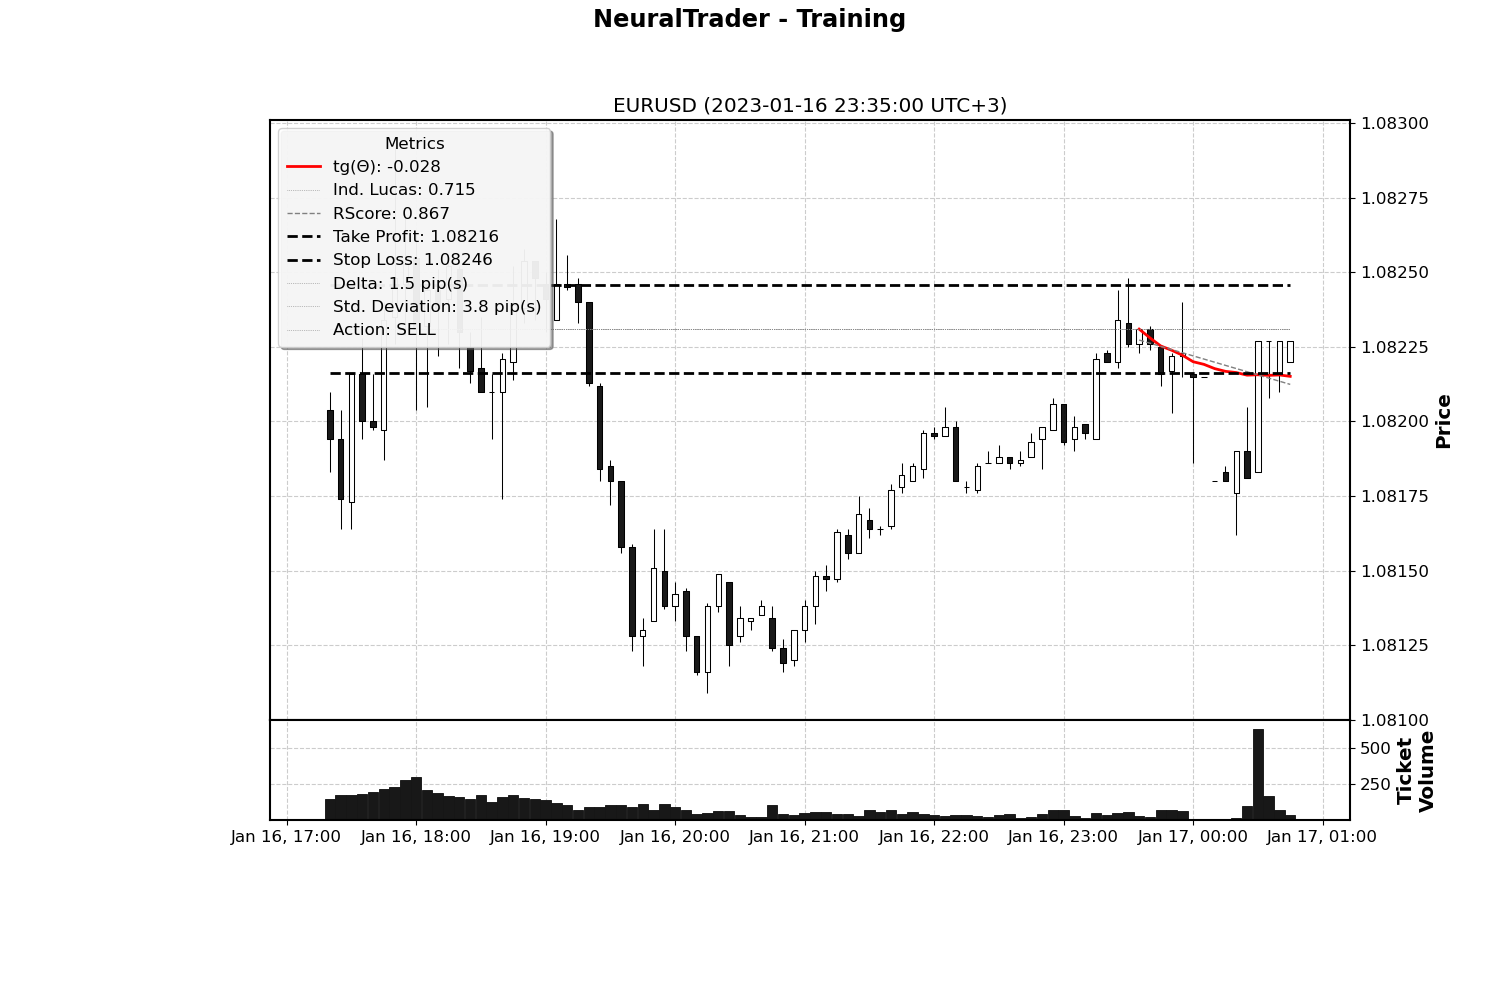 NeuralTrader - Training
EURUSD (2023-01-16 23:35:00 UTC+3)
Metrics
tg(Θ): -0.028
Ind. Lucas: 0.715
RScore: 0.867
Take Profit: 1.08216
Stop Loss: 1.08246
Delta: 1.5 pip(s)
Std. Deviation: 3.8 pip(s)
Action: SELL
1.08300
1.08275
1.08250
1.08225
1.08200
1.08175
1.08150
1.08125
1.08100
Price
500
250
Ticket
Volume
Jan 16, 17:00
Jan 16, 18:00
Jan 16, 19:00
Jan 16, 20:00
Jan 16, 21:00
Jan 16, 22:00
Jan 16, 23:00
Jan 17, 00:00
Jan 17, 01:00